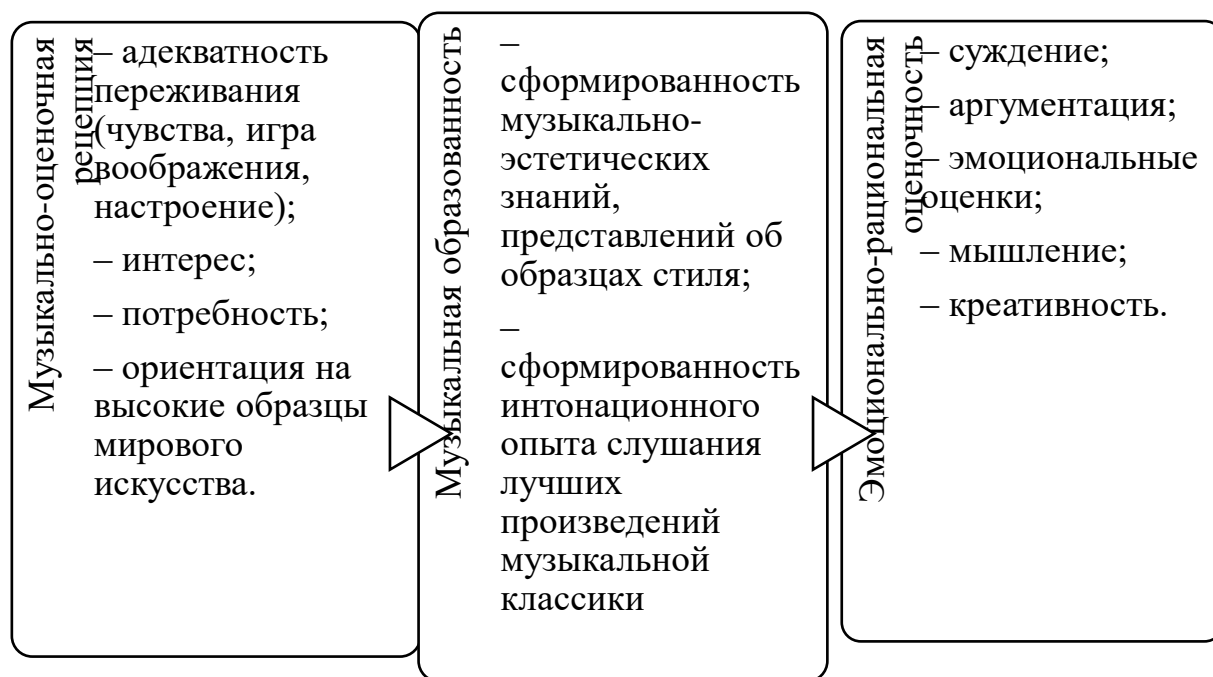 Музыкально-оценочная
рецепция
– адекватность
переживания
(чувства, игра
воображения,
настроение);
– интерес;
– потребность;
– ориентация на
высокие образцы
мирового
искусства.
Музыкальная образованность
–
сформированность
музыкально-
эстетических
знаний,
представлений об
образцах стиля;
–
сформированность
интонационного
опыта слушания
лучших
произведений
музыкальной
классики
Эмоционально-рациональная
оценочность
– суждение;
– аргументация;
– эмоциональные
оценки;
– мышление;
– креативность.